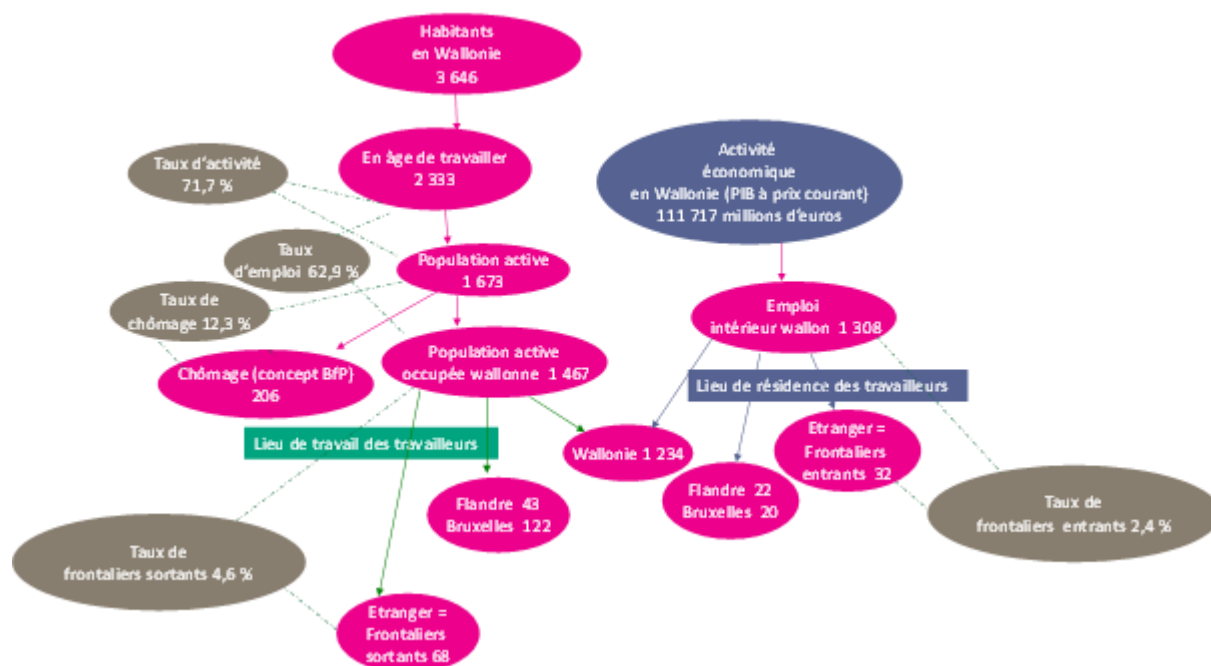 Habitants
en Wallonie
3 646
En âge de travailler
2 333
Taux d'activité
71,7 %
Activité
économique
en Wallonie (PIB à prix courant)
111 717 millions d'euros
Taux
d'emploi 62,9 %
Population active
1 673
Taux de
chômage 12,3 %
Emploi
intérieur wallon 1 308
Chômage (concept BfP)
206
Population active
occupée wallonne 1 467
Lieu de résidence des travailleurs
Lieu de travail des travailleurs
Wallonie 1 234
Etranger =
Frontaliers
entrants 32
Flandre 43
Bruxelles 122
Flandre 22
Bruxelles 20
Taux de
frontaliers entrants 2,4 %
Taux de
frontaliers sortants 4,6 %
Etranger =
Frontaliers
sortants 68